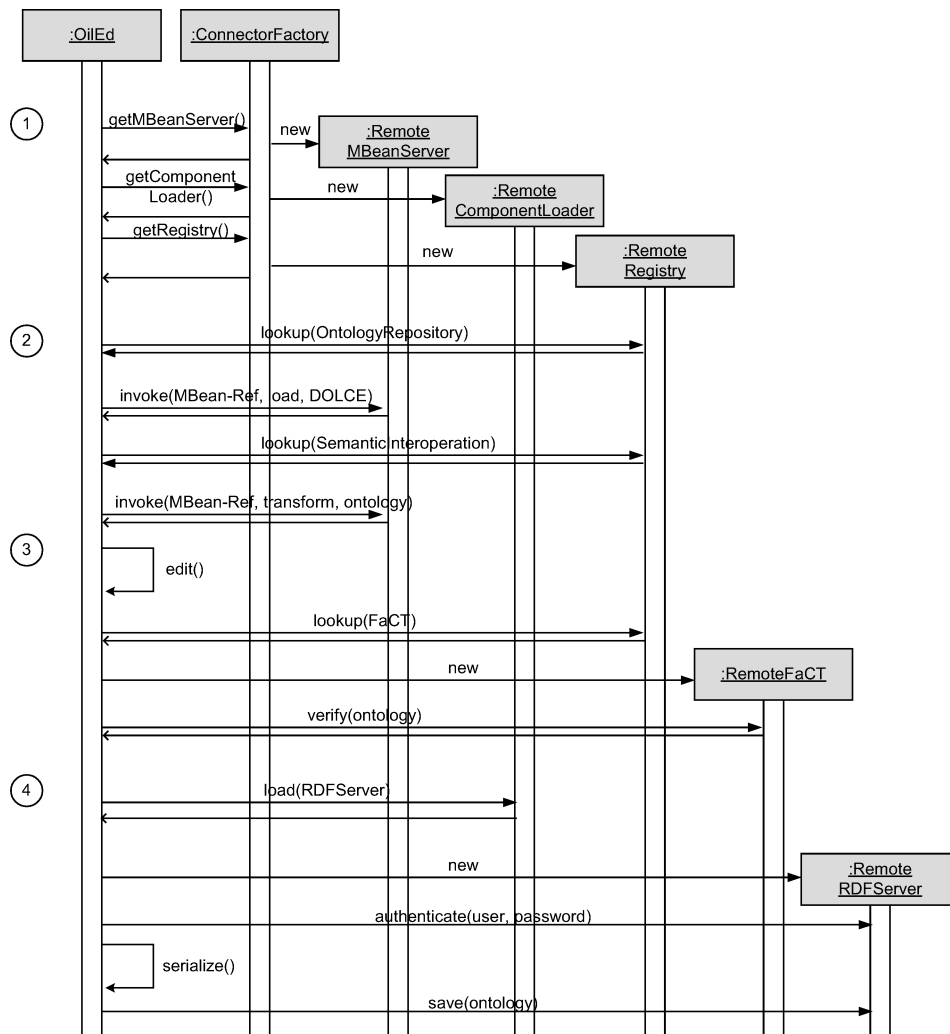 :OilEd
:ConnectorFactory
1
getMBeanServer()
new
:Remote
MBeanServer
getComponent
Loader()
new
:Remote
ComponentLoader
getRegistry()
new
:Remote
Registry
2
lookup(OntologyRepository)
invoke(MBean-Ref, load, DOLCE)
lookup(SemanticInteroperation)
invoke(MBean-Ref, transform, ontology)
3
edit()
lookup(FaCT)
new
:RemoteFaCT
verify(ontology)
4
load(RDFServer)
new
:Remote
RDFServer
authenticate(user, password)
serialize()
save(ontology)